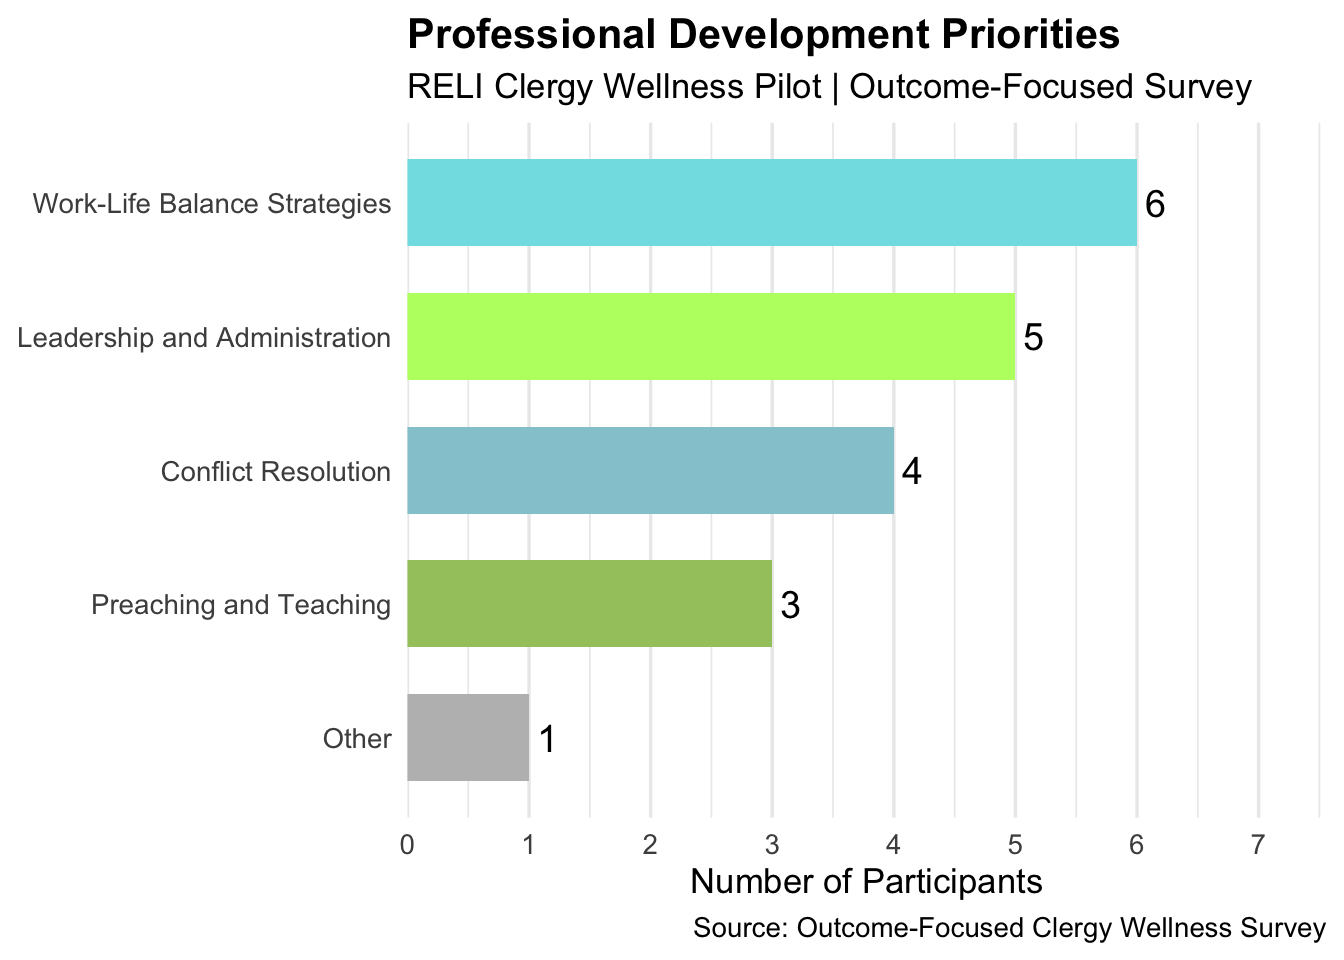 Professional Development Priorities
RELI Clergy Wellness Pilot | Outcome-Focused Survey
Work-Life Balance Strategies
6
Leadership and Administration
5
Conflict Resolution
4
Preaching and Teaching
3
Other
1
0 1 2 3 4 5 6 7
Number of Participants
Source: Outcome-Focused Clergy Wellness Survey